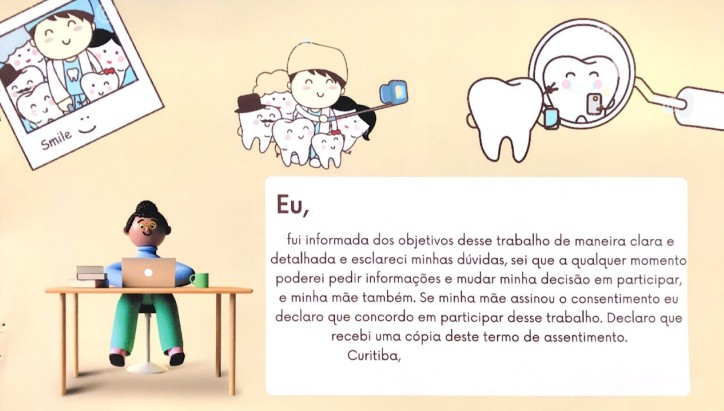 Smile
Eu,
fui informada dos objetivos desse trabalho de maneira clara e
detalhada e esclareci minhas dúvidas, sei que a qualquer momento
poderei pedir informações e mudar minha decisão em participar,
e minha mãe também. Se minha mãe assinou o consentimento eu
declaro que concordo em participar desse trabalho. Declaro que
recebi uma cópia deste termo de assentimento.
Curitiba,